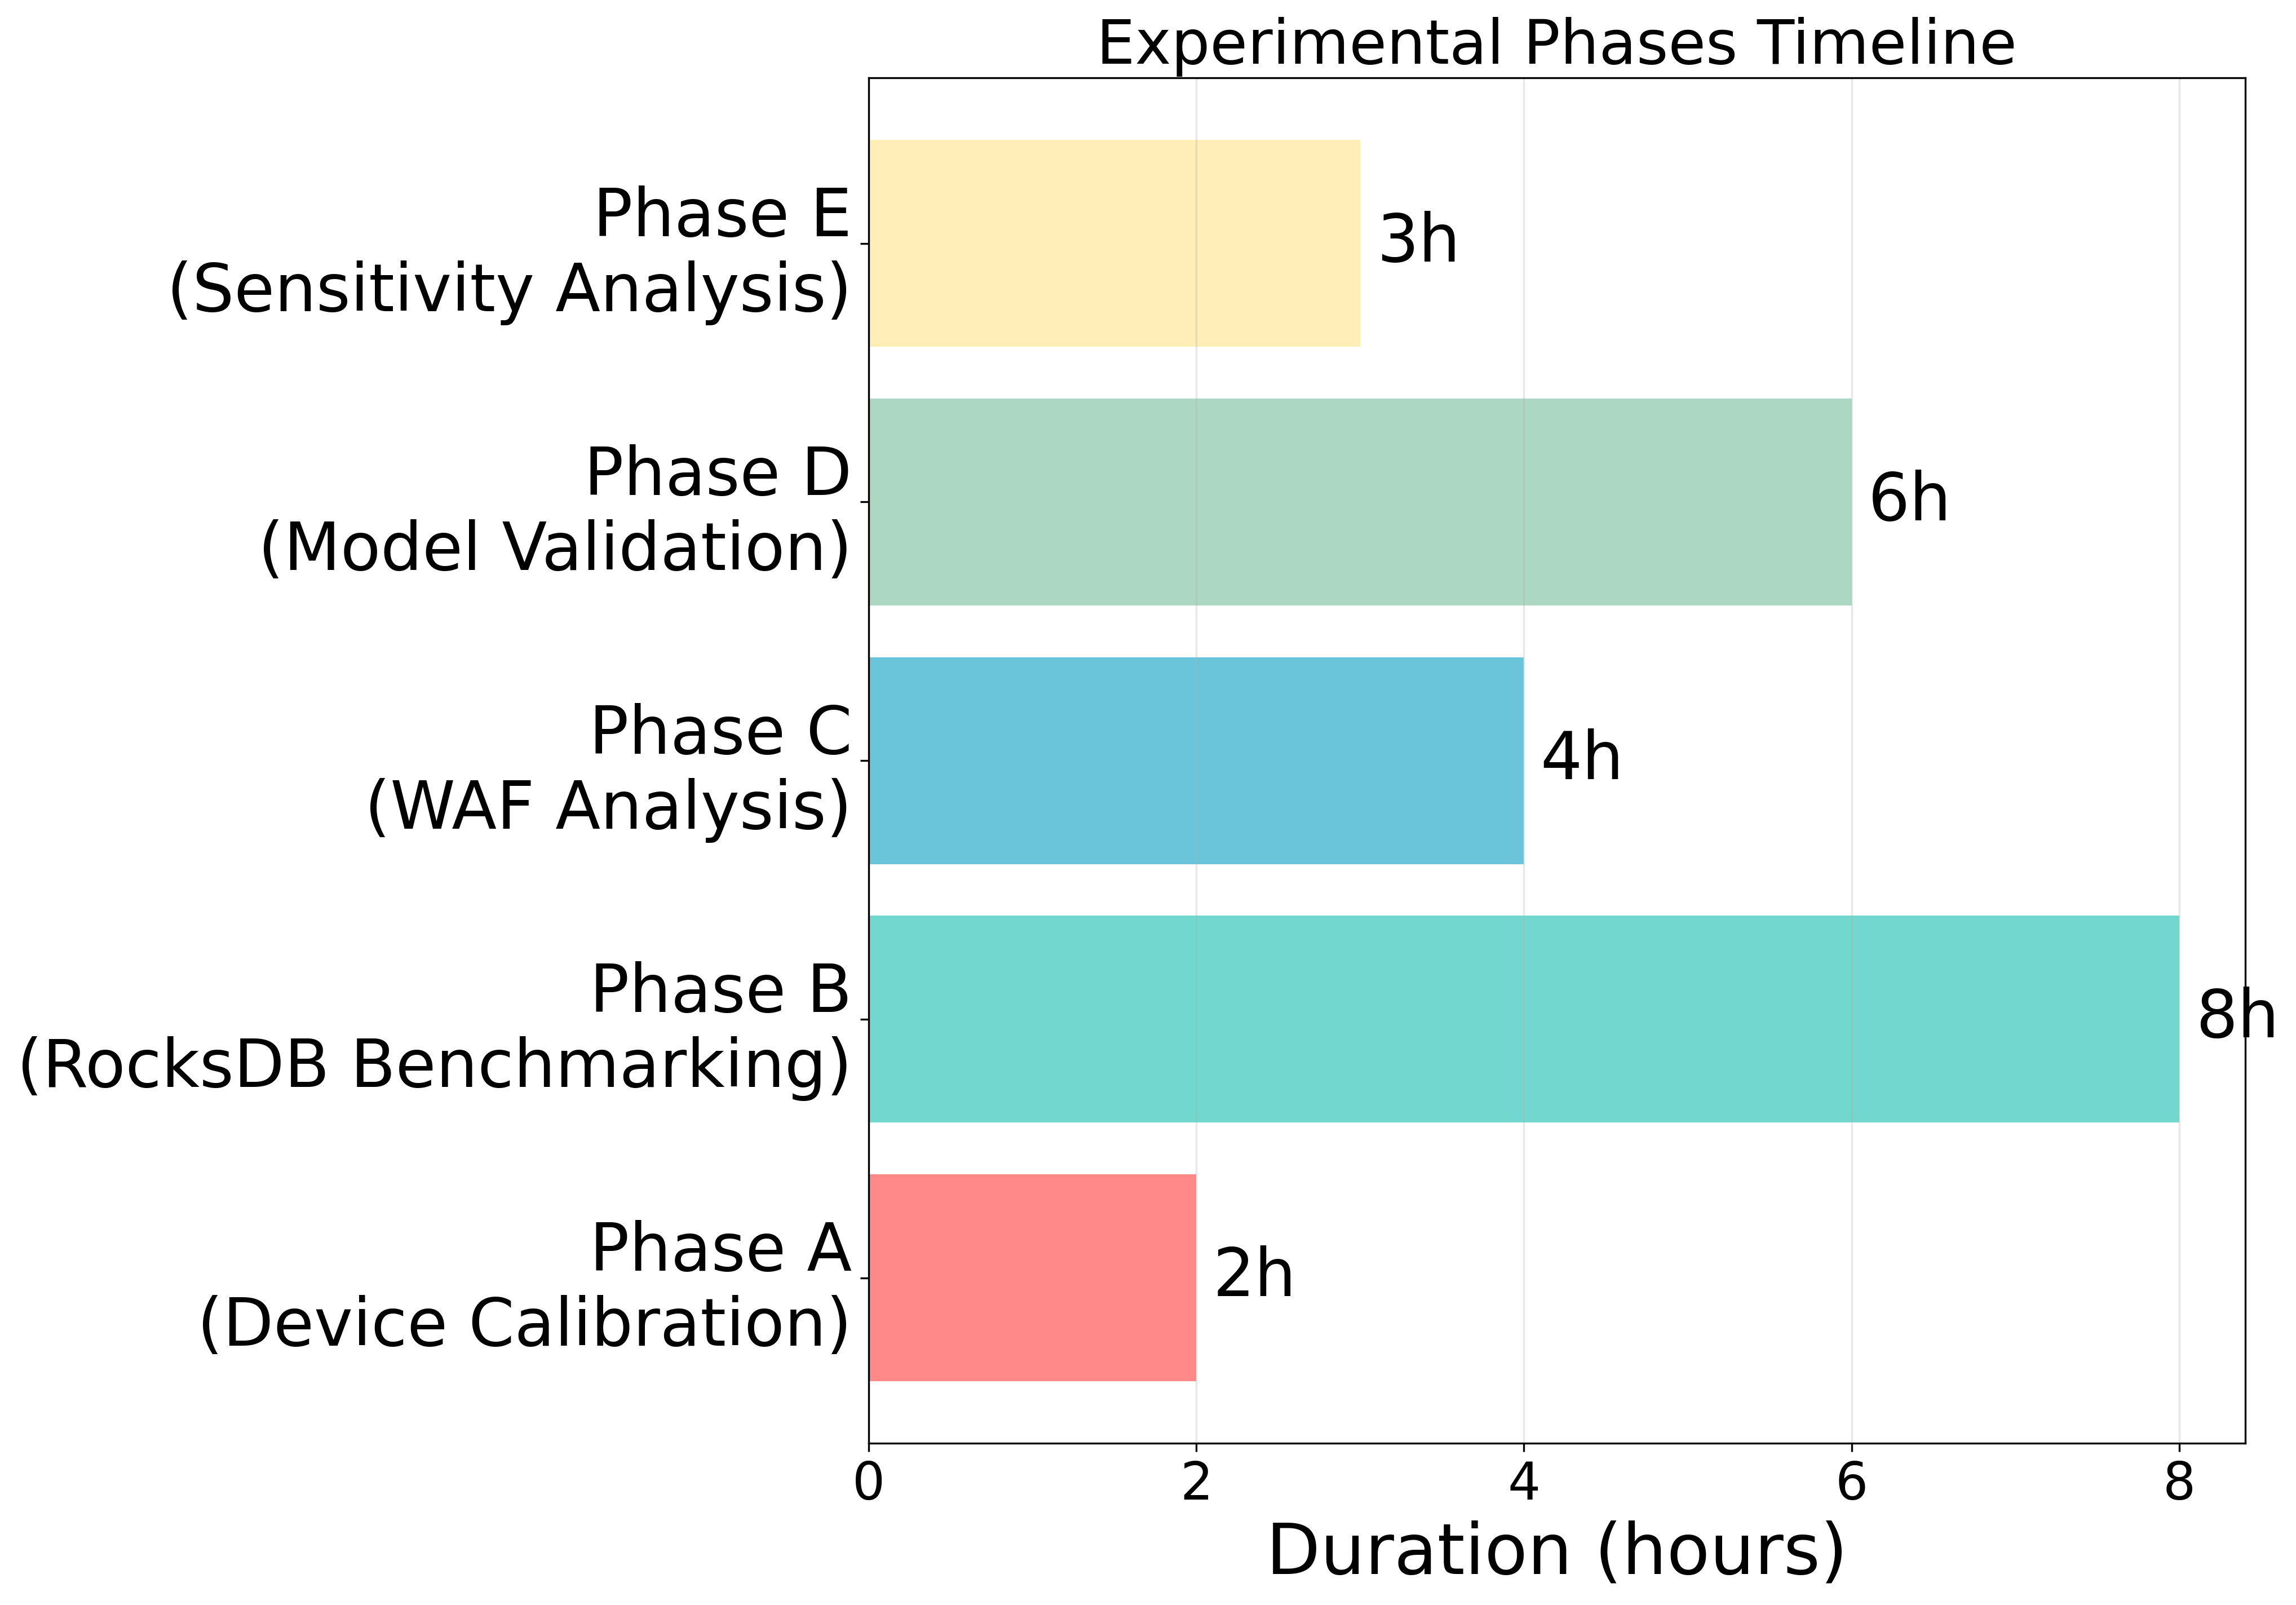 Experimental Phases Timeline
Phase E
(Sensitivity Analysis)
3h
Phase D
(Model Validation)
6h
Phase C
(WAF Analysis)
4h
Phase B
(RocksDB Benchmarking)
8h
Phase A
(Device Calibration)
2h
0 2 4 6 8
Duration (hours)